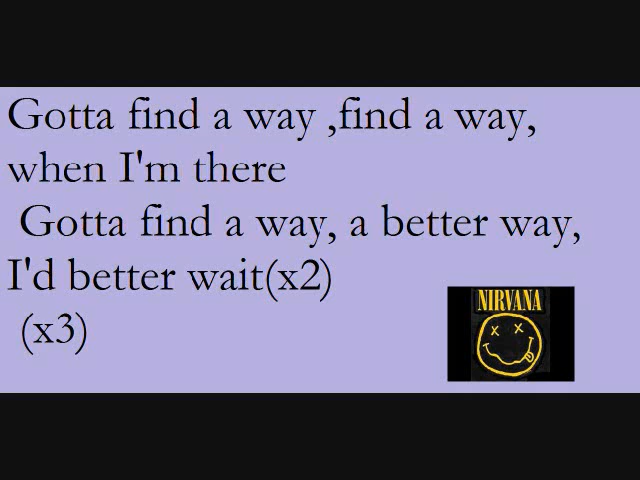 Gotta find a way ,find a way,
when I'm there
Gotta find a way, a better way,
I'd better wait(x2)
(x3)
NIRVANA